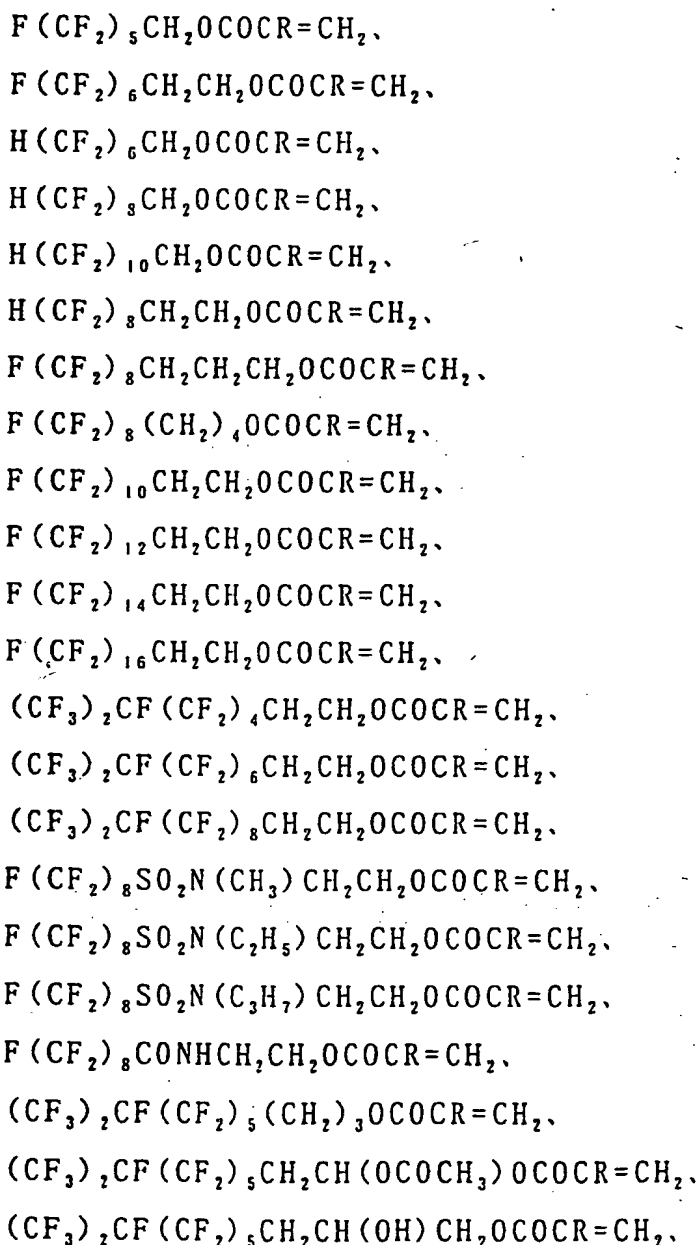 F(CF₂)₅CH₂OCOCR=CH₂、
F(CF₂)₆CH₂CH₂OCOCR=CH₂、
H(CF₂)₆CH₂OCOCR=CH₂、
H(CF₂)₈CH₂OCOCR=CH₂、
H(CF₂)₁₀CH₂OCOCR=CH₂、
H(CF₂)₈CH₂CH₂OCOCR=CH₂、
F(CF₂)₈CH₂CH₂CH₂OCOCR=CH₂、
F(CF₂)₈(CH₂)₄OCOCR=CH₂、
F(CF₂)₁₀CH₂CH₂OCOCR=CH₂、
F(CF₂)₁₂CH₂CH₂OCOCR=CH₂、
F(CF₂)₁₄CH₂CH₂OCOCR=CH₂、
F(CF₂)₁₆CH₂CH₂OCOCR=CH₂、
(CF₃)₂CF(CF₂)₄CH₂CH₂OCOCR=CH₂、
(CF₃)₂CF(CF₂)₆CH₂CH₂OCOCR=CH₂、
(CF₃)₂CF(CF₂)₈CH₂CH₂OCOCR=CH₂、
F(CF₂)₈SO₂N(CH₃)CH₂CH₂OCOCR=CH₂、
F(CF₂)₈SO₂N(C₂H₅)CH₂CH₂OCOCR=CH₂、
F(CF₂)₈SO₂N(C₃H₇)CH₂CH₂OCOCR=CH₂、
F(CF₂)₈CONHCH₂CH₂OCOCR=CH₂、
(CF₃)₂CF(CF₂)₅(CH₂)₃OCOCR=CH₂、
(CF₃)₂CF(CF₂)₅CH₂CH(OCOCH₃)OCOCR=CH₂、
(CF₃)₂CF(CF₂)₅CH₂CH(OH)CH₂OCOCR=CH₂、